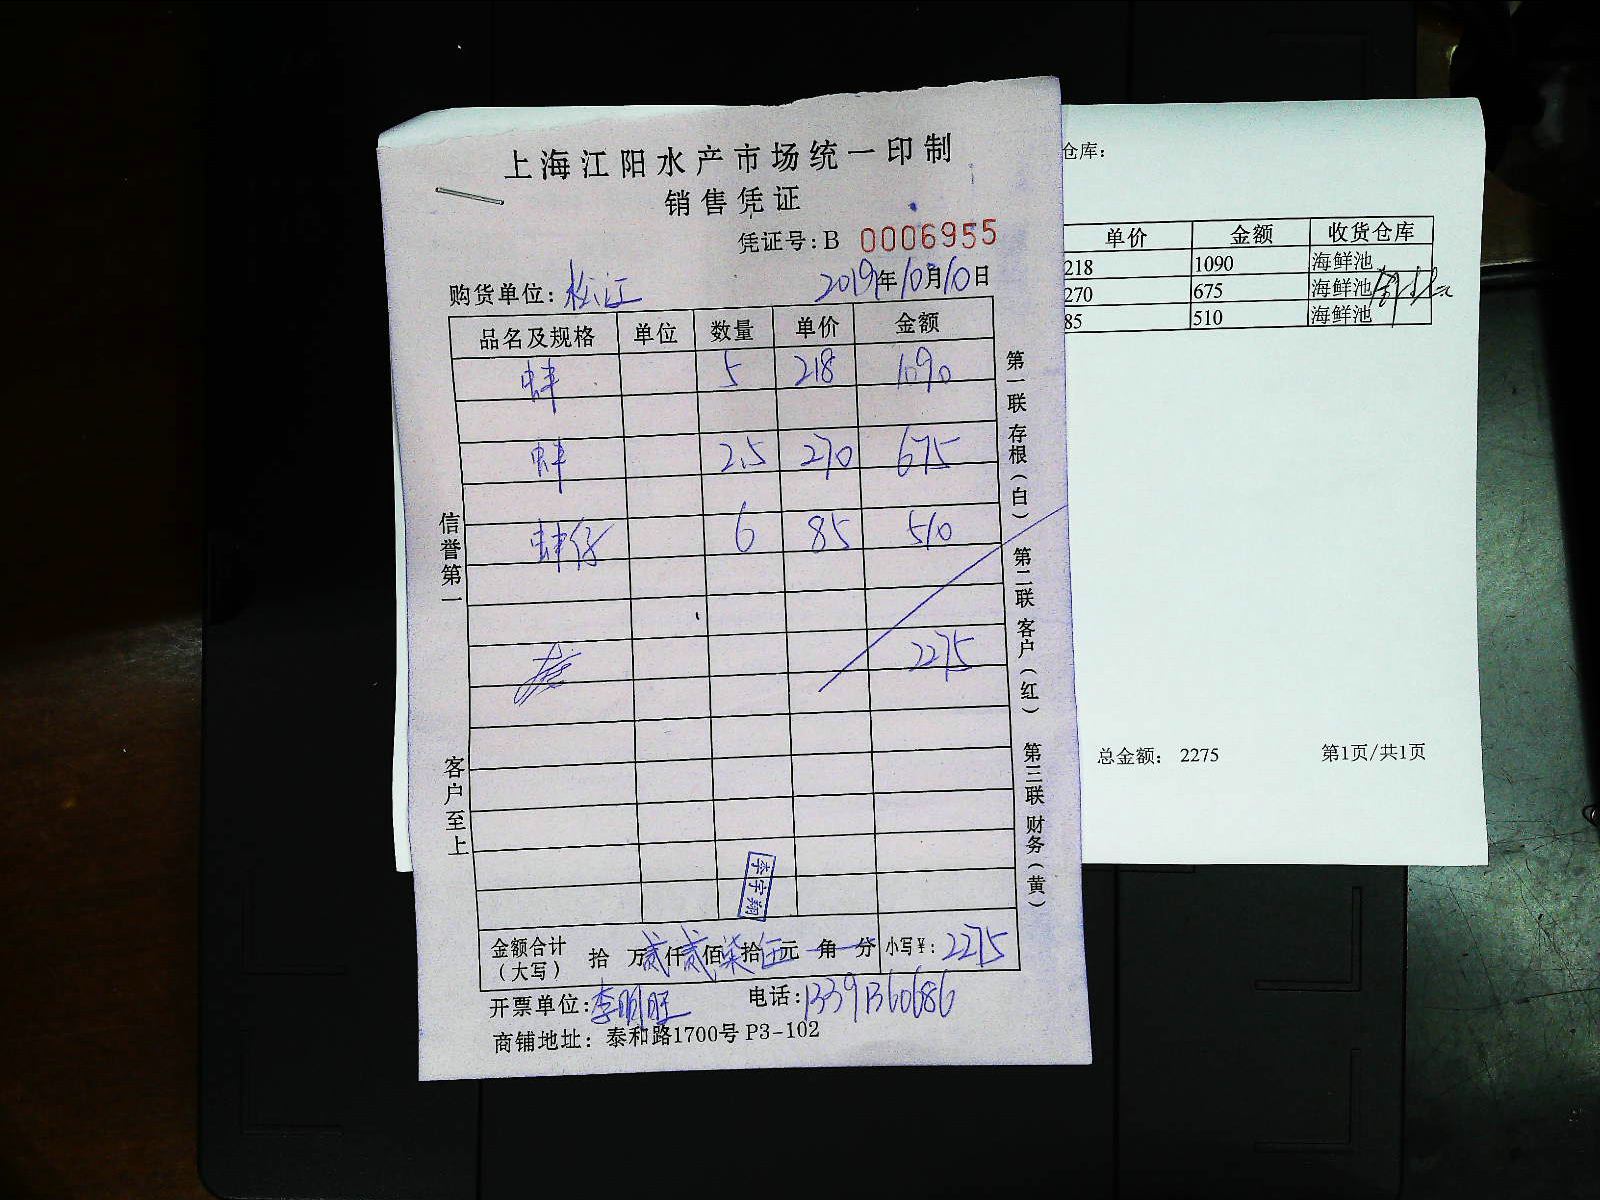 上海江阳水产市场统一印制
销售凭证
凭证号：B 0006955
购货单位：松江 2019年10月10日
品名及规格 单位 数量 单价 金额
蚌 5 218 1090
蚌 2.5 270 675
蚌仔 6 85 510
2275
金额合计（大写） 拾 万贰仟贰佰柒拾伍元 角 分 小写￥：2275
开票单位：李明旺 电话：13391360686
商铺地址：泰和路1700号 P3-102
信誉第一
客户至上
第一联 存根（白） 第二联 客户（红） 第三联 财务（黄）
李宇翔
仓库：
单价 金额 收货仓库
218 1090 海鲜池
270 675 海鲜池
85 510 海鲜池
总金额： 2275 第1页/共1页